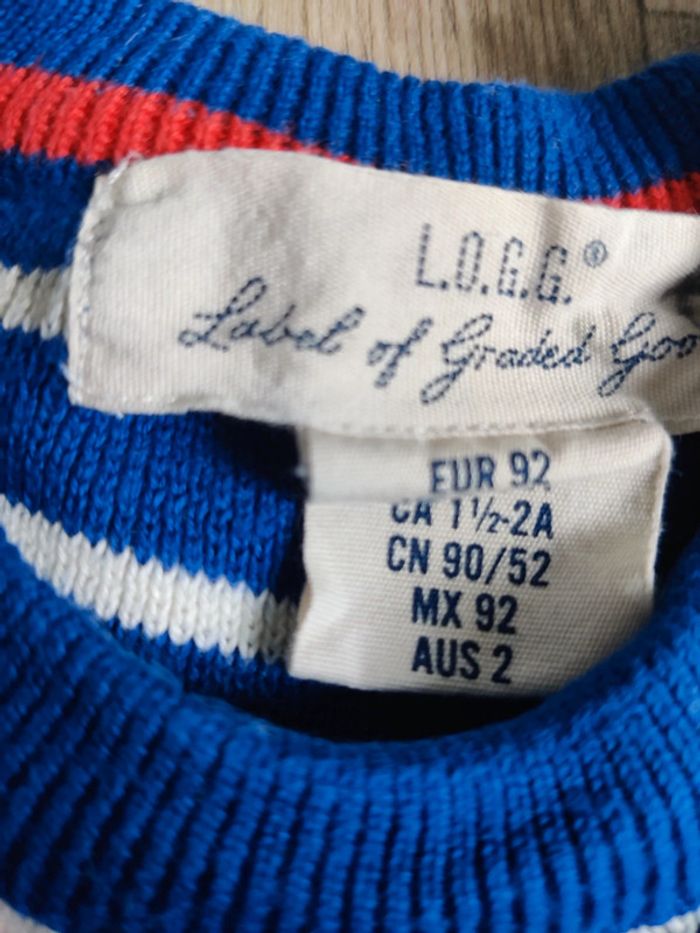 L.O.G.G.®
Label of Graded Goo
EUR 92
CA 1½-2A
CN 90/52
MX 92
AUS 2